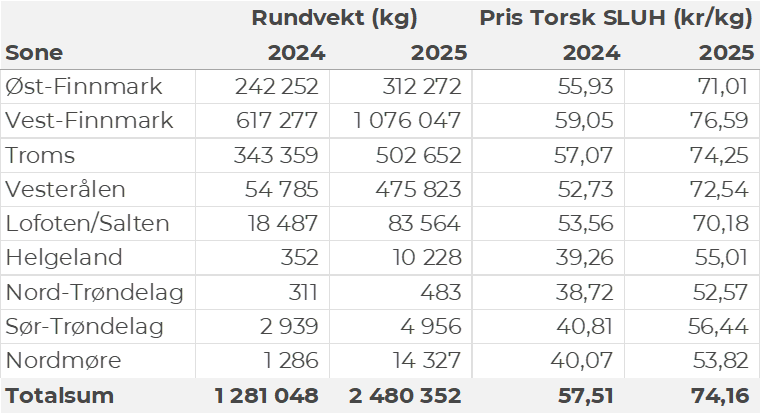 Rundvekt (kg) Pris Torsk SLUH (kr/kg)
Sone 2024 2025 2024 2025
Øst-Finnmark 242 252 312 272 55,93 71,01
Vest-Finnmark 617 277 1 076 047 59,05 76,59
Troms 343 359 502 652 57,07 74,25
Vesterålen 54 785 475 823 52,73 72,54
Lofoten/Salten 18 487 83 564 53,56 70,18
Helgeland 352 10 228 39,26 55,01
Nord-Trøndelag 311 483 38,72 52,57
Sør-Trøndelag 2 939 4 956 40,81 56,44
Nordmøre 1 286 14 327 40,07 53,82
Totalsum 1 281 048 2 480 352 57,51 74,16